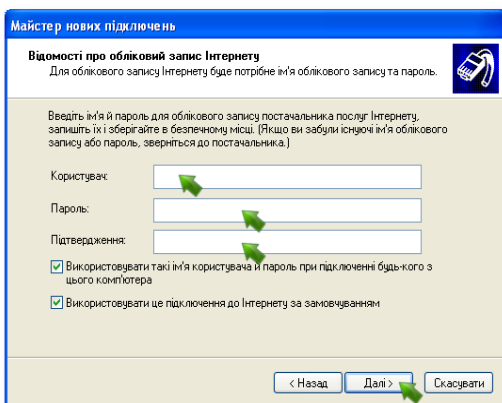 Майстер нових підключень
Відомості про обліковий запис Інтернету
Для облікового запису Інтернету буде потрібне ім'я облікового запису та пароль.
Введіть ім'я й пароль для облікового запису постачальника послуг Інтернету,
запишіть їх і зберігайте в безпечному місці. (Якщо ви забули існуючі ім'я облікового
запису або пароль, зверніться до постачальника.)
Користувач:
Пароль:
Підтвердження:
Використовувати такі ім'я користувача й пароль при підключенні будь-кого з
цього комп'ютера
Використовувати це підключення до Інтернету за замовчуванням
< Назад Далі > Скасувати